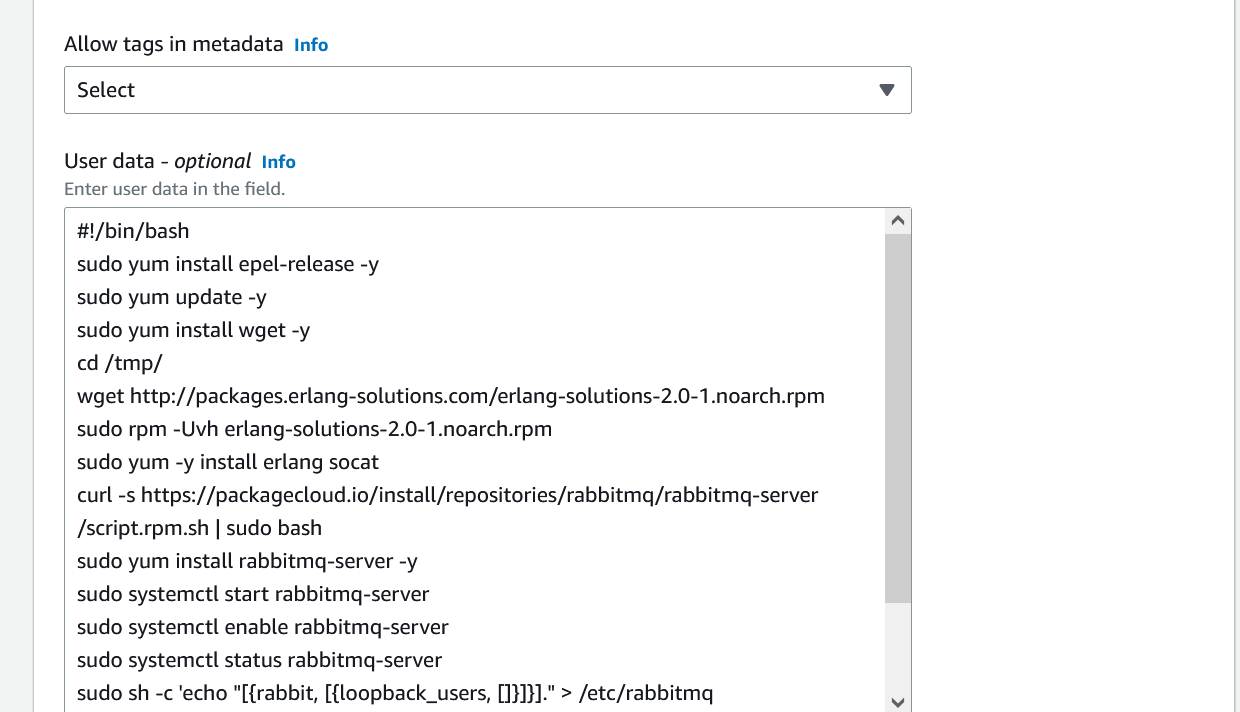 Allow tags in metadata Info
Select
User data - optional Info
Enter user data in the field.
#!/bin/bash
sudo yum install epel-release -y
sudo yum update -y
sudo yum install wget -y
cd /tmp/
wget http://packages.erlang-solutions.com/erlang-solutions-2.0-1.noarch.rpm
sudo rpm -Uvh erlang-solutions-2.0-1.noarch.rpm
sudo yum -y install erlang socat
curl -s https://packagecloud.io/install/repositories/rabbitmq/rabbitmq-server
/script.rpm.sh | sudo bash
sudo yum install rabbitmq-server -y
sudo systemctl start rabbitmq-server
sudo systemctl enable rabbitmq-server
sudo systemctl status rabbitmq-server
sudo sh -c 'echo "[{rabbit, [{loopback_users, []}]}]." > /etc/rabbitmq